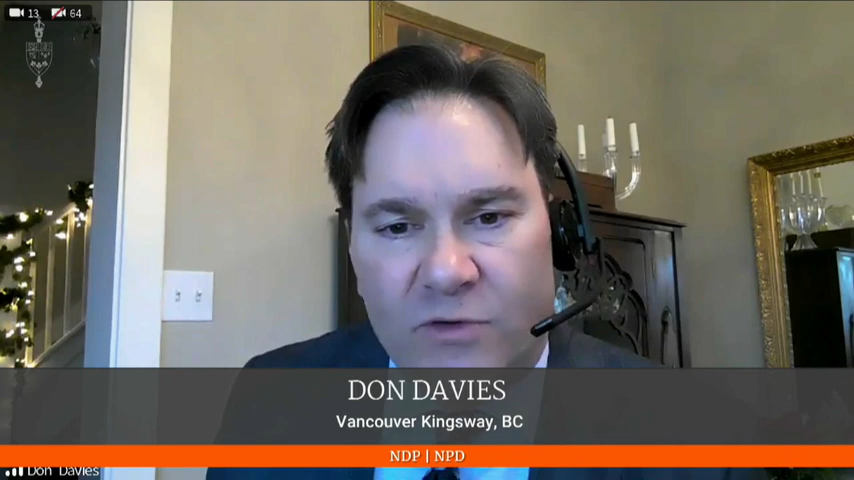 13 64
DON DAVIES
Vancouver Kingsway, BC
NDP | NPD
Don Davies